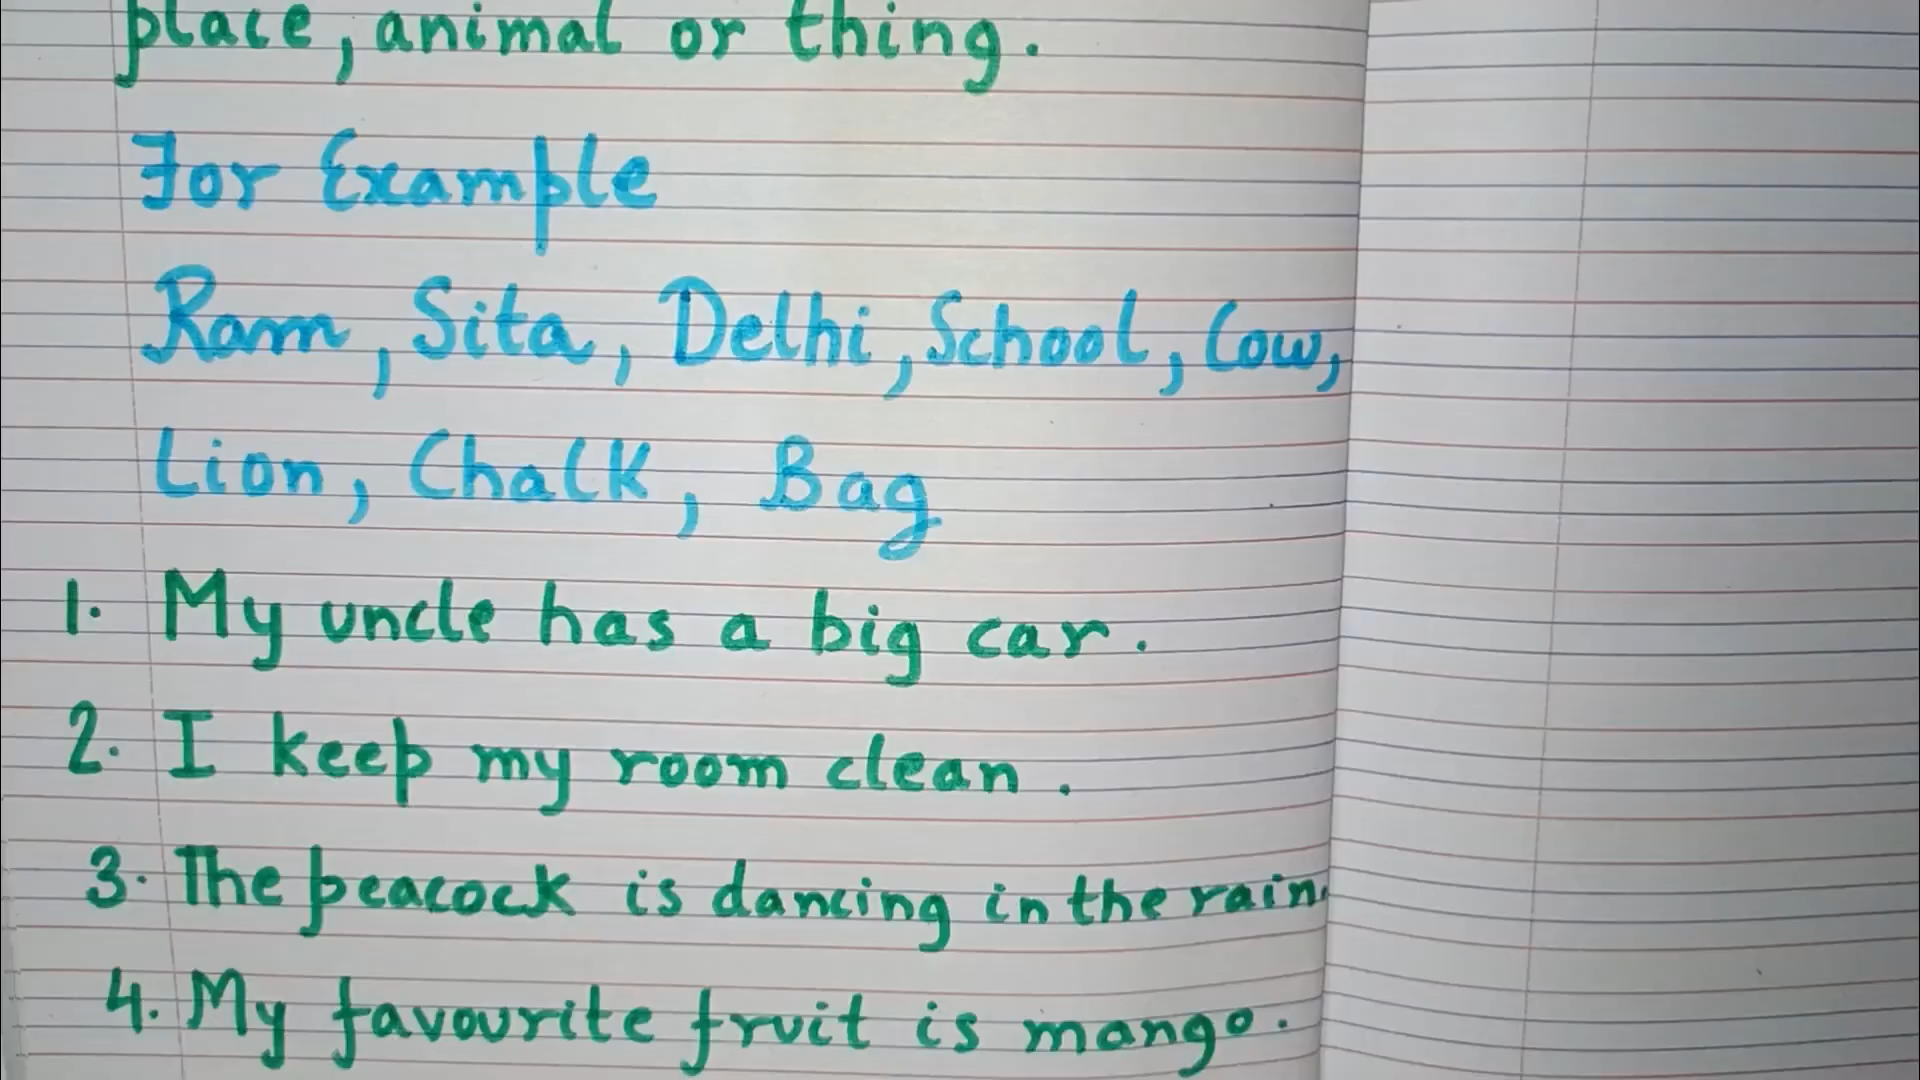 place, animal or thing.
For Example
Ram, Sita, Delhi, School, Cow,
Lion, Chalk, Bag
1. My uncle has a big car.
2. I keep my room clean.
3. The peacock is dancing in the rain.
4. My favourite fruit is mango.